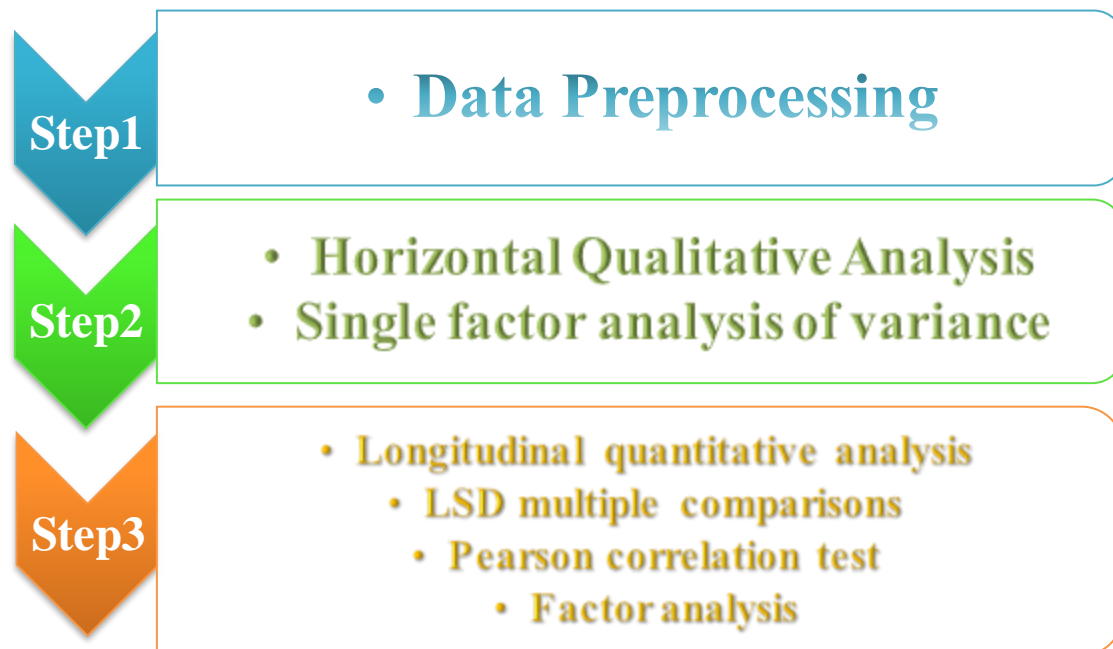 Step1
• Data Preprocessing
Step2
• Horizontal Qualitative Analysis
• Single factor analysis of variance
Step3
• Longitudinal quantitative analysis
• LSD multiple comparisons
• Pearson correlation test
• Factor analysis